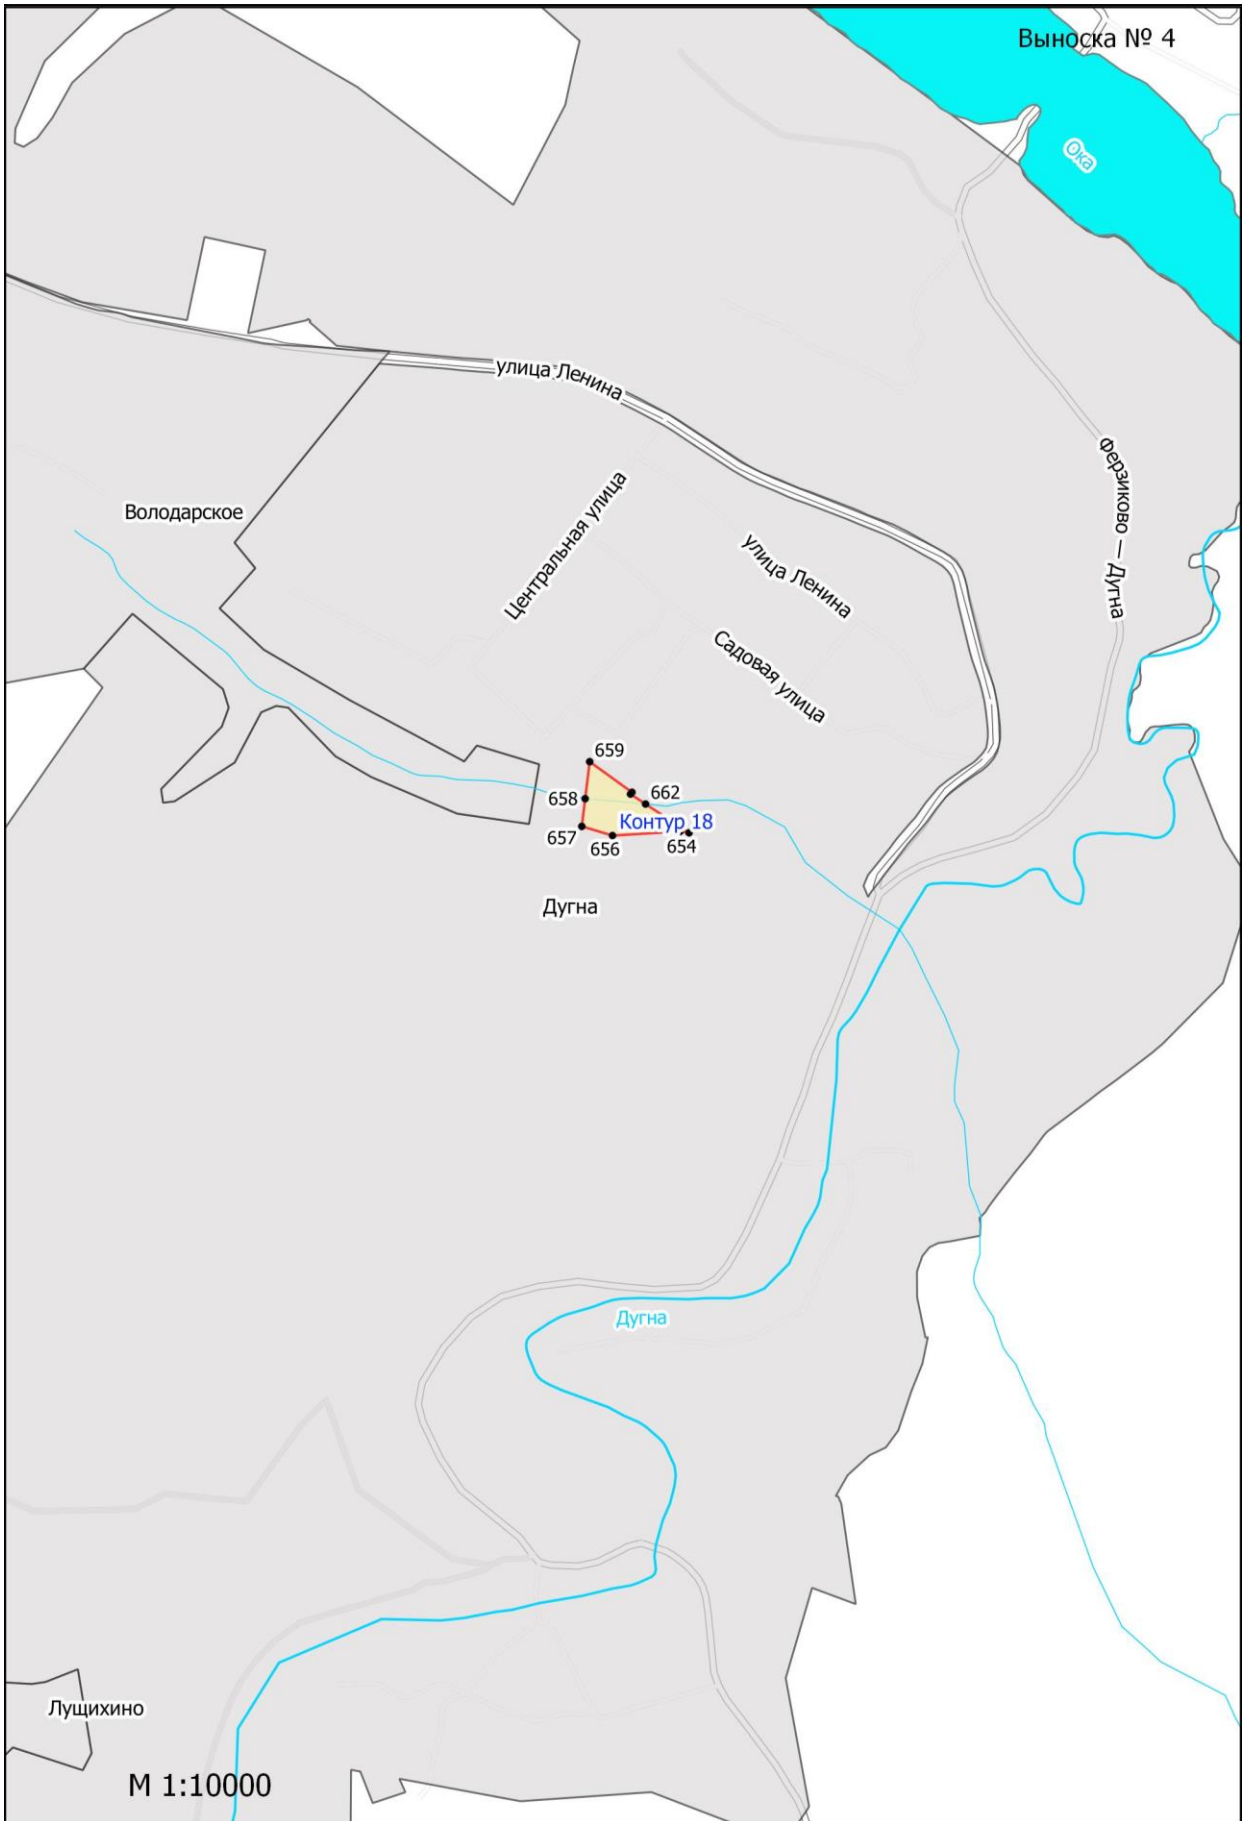 Выноска № 4
Ока
улица Ленина
Ферзиково — Дугна
Володарское
Центральная улица
улица Ленина
Садовая улица
659
658
662
657
Контур 18
656
654
Дугна
Дугна
Лущихино
М 1:10000